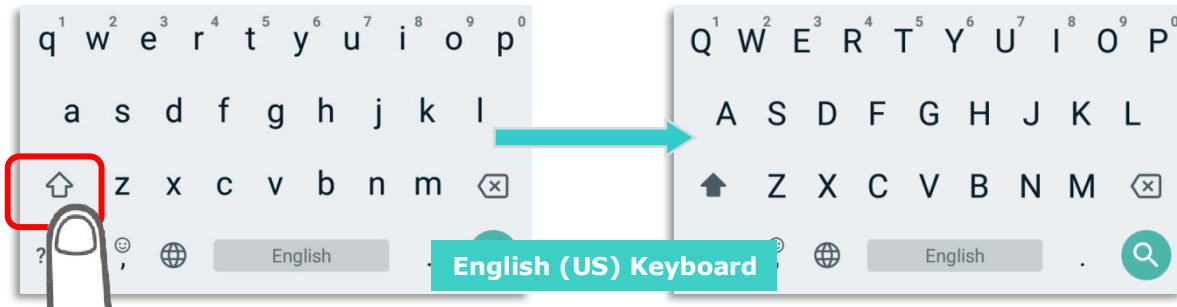 q1 w2 e3 r4 t5 y6 u7 i8 o9 p0
a s d f g h j k l
z x c v b n m
? , English .
Q1 W2 E3 R4 T5 Y6 U7 I8 O9 P0
A S D F G H J K L
Z X C V B N M
, English .
English (US) Keyboard